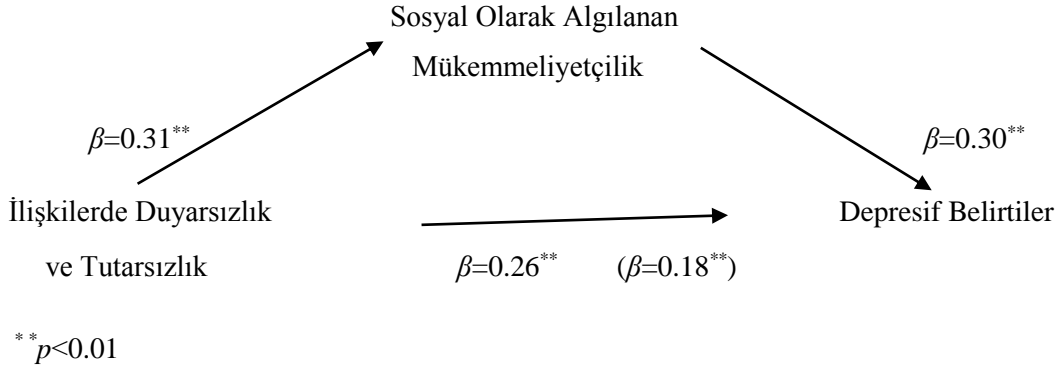 Sosyal Olarak Algılanan
Mükemmeliyetçilik
β=0.31**
β=0.30**
İlişkilerde Duyarsızlık
ve Tutarsızlık
Depresif Belirtiler
β=0.26** (β=0.18**)
**p<0.01